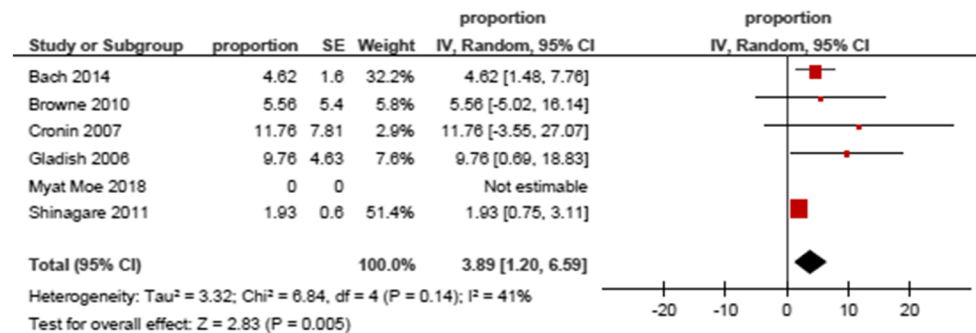 proportion proportion
Study or Subgroup proportion SE Weight IV, Random, 95% CI IV, Random, 95% CI
Bach 2014 4.62 1.6 32.2% 4.62 [1.48, 7.76]
Browne 2010 5.56 5.4 5.8% 5.56 [-5.02, 16.14]
Cronin 2007 11.76 7.81 2.9% 11.76 [-3.55, 27.07]
Gladish 2006 9.76 4.63 7.6% 9.76 [0.69, 18.83]
Myat Moe 2018 0 0 Not estimable
Shinagare 2011 1.93 0.6 51.4% 1.93 [0.75, 3.11]
Total (95% CI) 100.0% 3.89 [1.20, 6.59]
Heterogeneity: Tau² = 3.32; Chi² = 6.84, df = 4 (P = 0.14); I² = 41%
Test for overall effect: Z = 2.83 (P = 0.005)
-20 -10 0 10 20